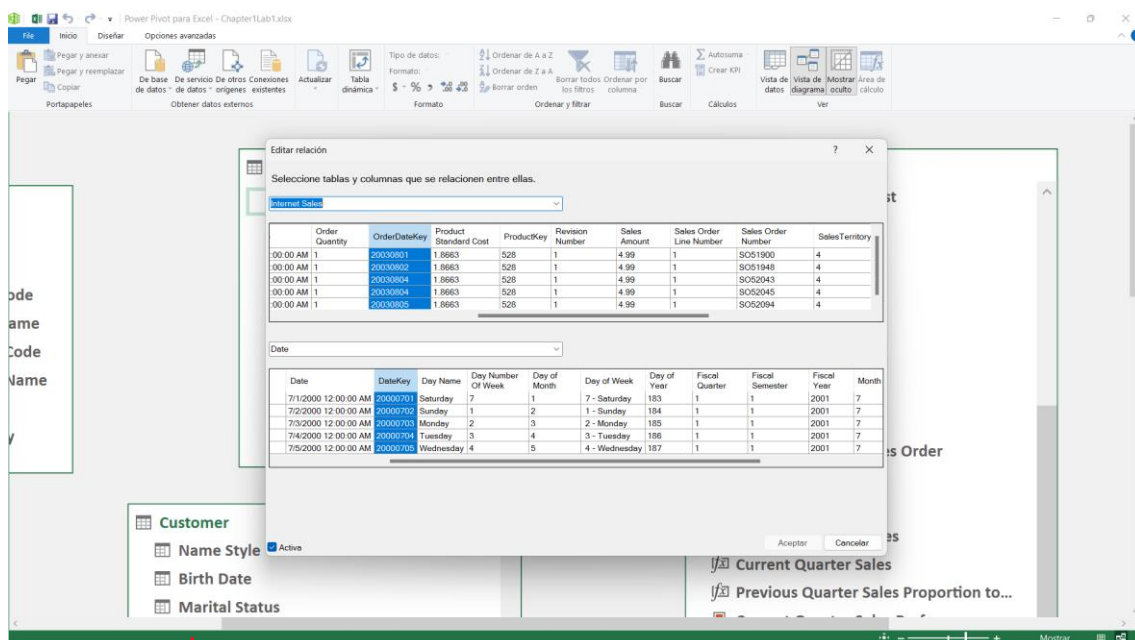 Power Pivot para Excel - Chapter1Lab1.xlsx
File Inicio Diseñar Opciones avanzadas
Pegar
Pegar y anexar
Pegar y reemplazar
Copiar
Portapapeles
De base de datos
De servicio de datos
De otros orígenes
Conexiones existentes
Obtener datos externos
Actualizar
Tabla dinámica
Tipo de datos:
Formato:
$ - % , .00 .00
Formato
Ordenar de A a Z
Ordenar de Z a A
Borrar orden
Borrar todos los filtros
Ordenar por columna
Ordenar y filtrar
Buscar
Buscar
Autosuma
Crear KPI
Cálculos
Vista de datos
Vista de diagrama
Mostrar oculto
Área de cálculo
Ver
Editar relación ? ×
Seleccione tablas y columnas que se relacionen entre ellas.
Internet Sales
Order Quantity OrderDateKey Product Standard Cost ProductKey Revision Number Sales Amount Sales Order Line Number Sales Order Number SalesTerritory
:00:00 AM 1 20030801 1.8663 528 1 4.99 1 SO51900 4
:00:00 AM 1 20030802 1.8663 528 1 4.99 1 SO51948 4
:00:00 AM 1 20030804 1.8663 528 1 4.99 1 SO52043 4
:00:00 AM 1 20030804 1.8663 528 1 4.99 1 SO52045 4
:00:00 AM 1 20030805 1.8663 528 1 4.99 1 SO52094 4
Date
Date DateKey Day Name Day Number Of Week Day of Month Day of Week Day of Year Fiscal Quarter Fiscal Semester Fiscal Year Month
7/1/2000 12:00:00 AM 20000701 Saturday 7 1 7 - Saturday 183 1 1 2001 7
7/2/2000 12:00:00 AM 20000702 Sunday 1 2 1 - Sunday 184 1 1 2001 7
7/3/2000 12:00:00 AM 20000703 Monday 2 3 2 - Monday 185 1 1 2001 7
7/4/2000 12:00:00 AM 20000704 Tuesday 3 4 3 - Tuesday 186 1 1 2001 7
7/5/2000 12:00:00 AM 20000705 Wednesday 4 5 4 - Wednesday 187 1 1 2001 7
Activa
Aceptar Cancelar
ode
ame
Code
Name
y
st
es Order
es
Customer
Name Style
Birth Date
Marital Status
fx Current Quarter Sales
fx Previous Quarter Sales Proportion to...
Mostrar